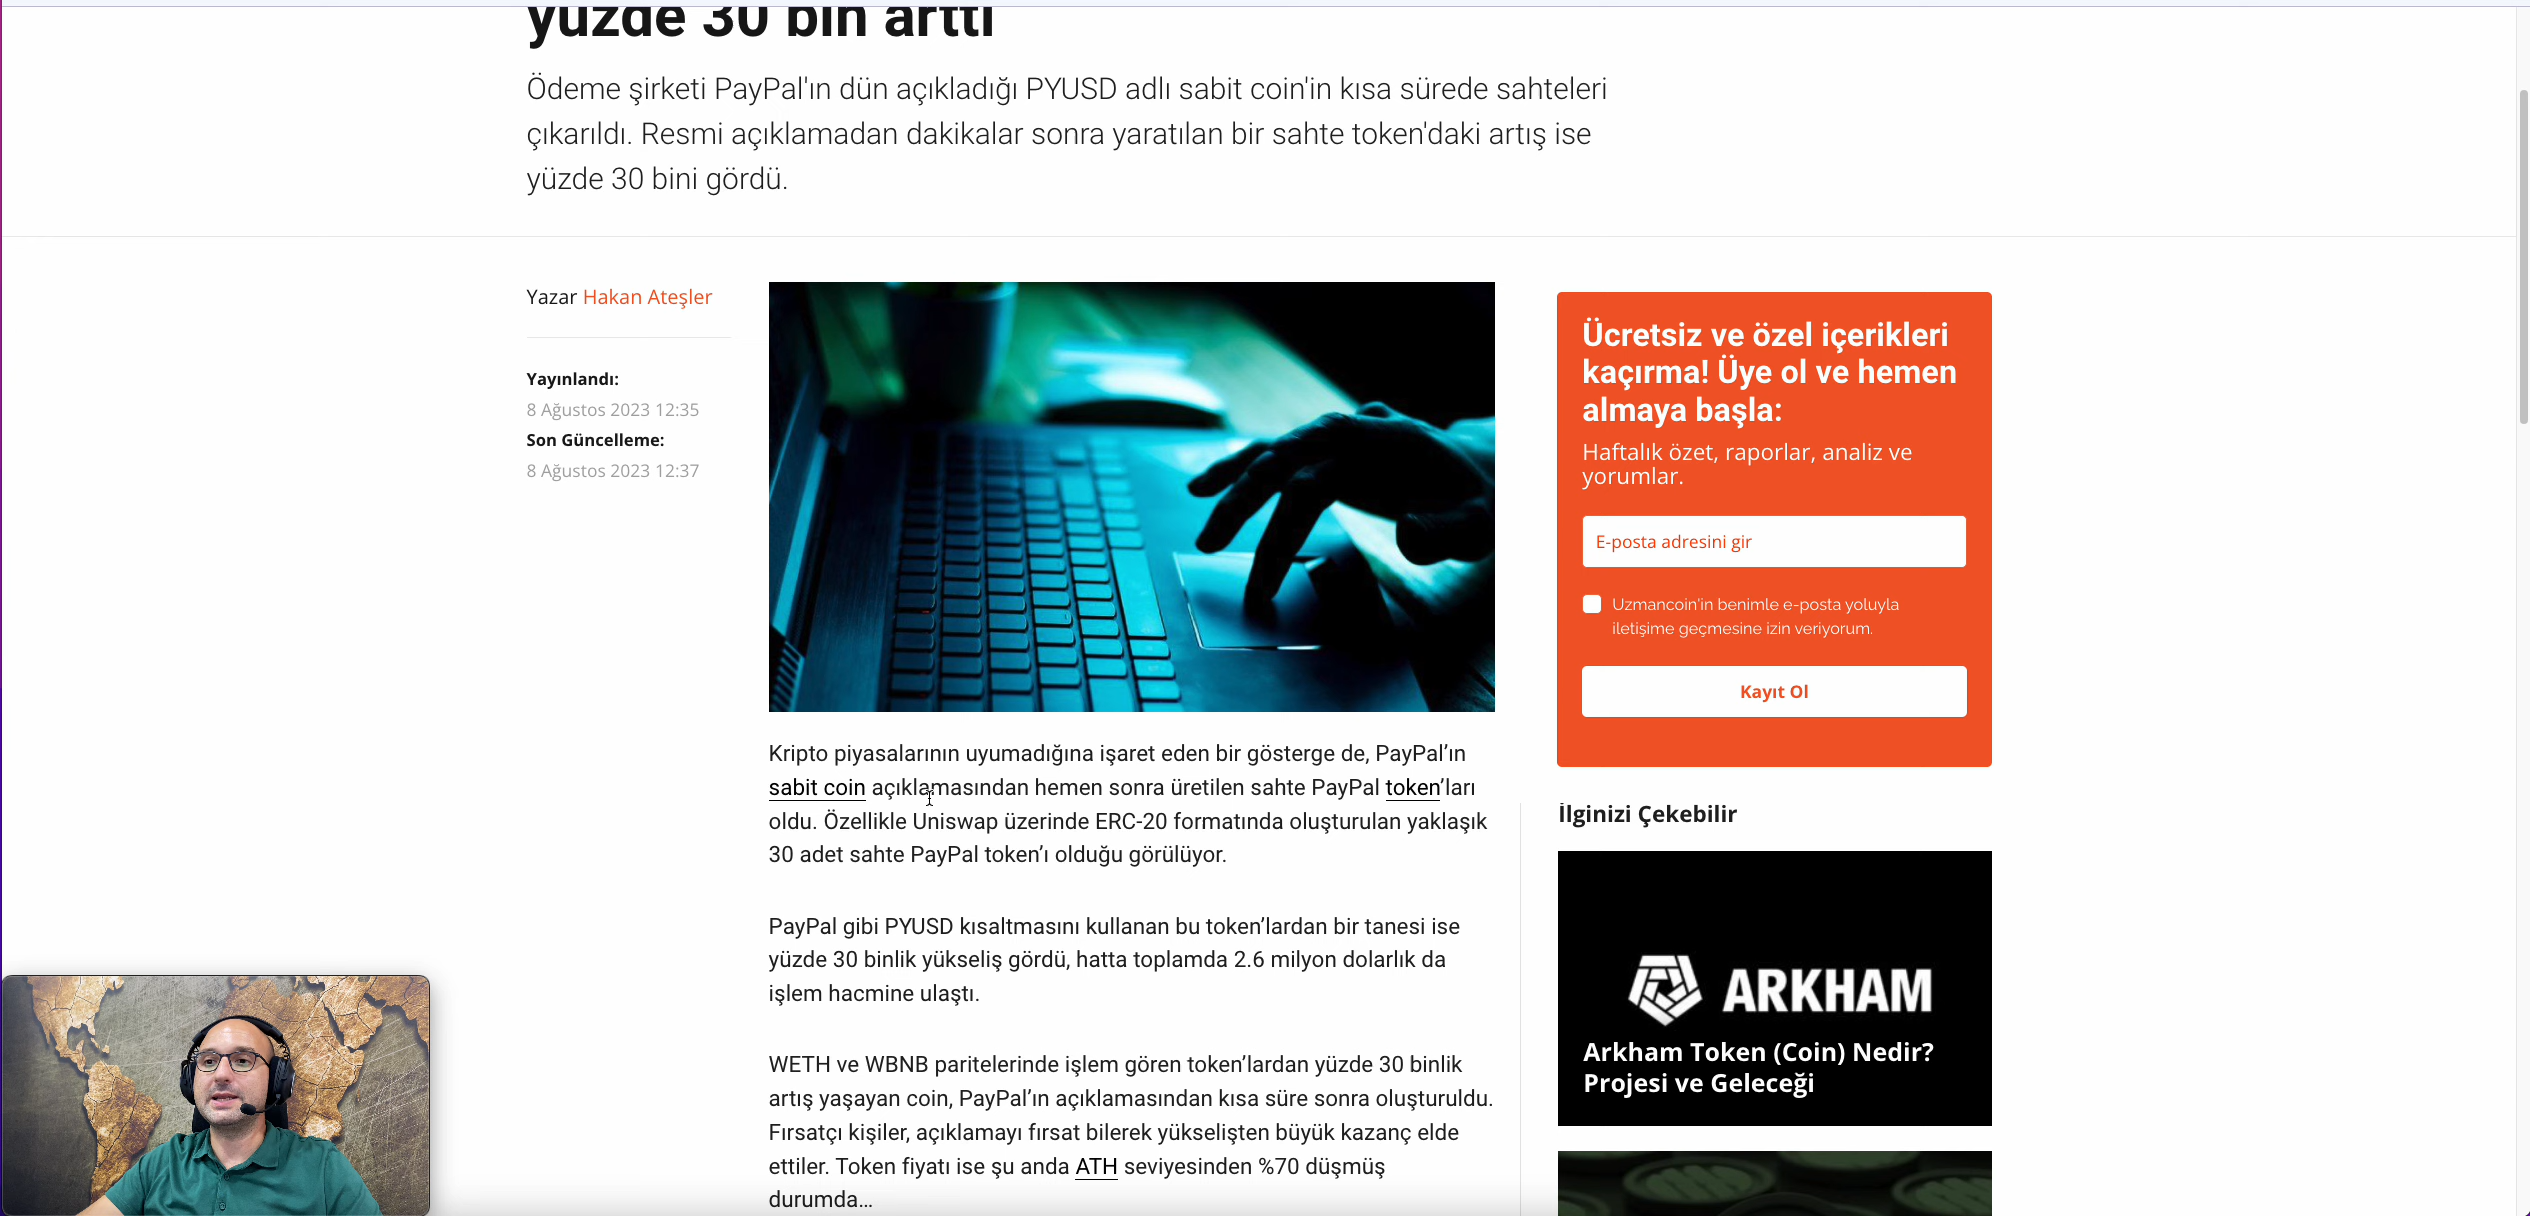 yüzde 30 bin arttı
Ödeme şirketi PayPal'ın dün açıkladığı PYUSD adlı sabit coin'in kısa sürede sahteleri
çıkarıldı. Resmi açıklamadan dakikalar sonra yaratılan bir sahte token'daki artış ise
yüzde 30 bini gördü.
Yazar Hakan Ateşler
Yayınlandı:
8 Ağustos 2023 12:35
Son Güncelleme:
8 Ağustos 2023 12:37
Kripto piyasalarının uyumadığına işaret eden bir gösterge de, PayPal’ın
sabit coin açıklamasından hemen sonra üretilen sahte PayPal token’ları
oldu. Özellikle Uniswap üzerinde ERC-20 formatında oluşturulan yaklaşık
30 adet sahte PayPal token’ı olduğu görülüyor.
PayPal gibi PYUSD kısaltmasını kullanan bu token’lardan bir tanesi ise
yüzde 30 binlik yükseliş gördü, hatta toplamda 2.6 milyon dolarlık da
işlem hacmine ulaştı.
WETH ve WBNB paritelerinde işlem gören token’lardan yüzde 30 binlik
artış yaşayan coin, PayPal’ın açıklamasından kısa süre sonra oluşturuldu.
Fırsatçı kişiler, açıklamayı fırsat bilerek yükselişten büyük kazanç elde
ettiler. Token fiyatı ise şu anda ATH seviyesinden %70 düşmüş
durumda…
Ücretsiz ve özel içerikleri
kaçırma! Üye ol ve hemen
almaya başla:
Haftalık özet, raporlar, analiz ve
yorumlar.
E-posta adresini gir
Uzmancoin'in benimle e-posta yoluyla
iletişime geçmesine izin veriyorum.
Kayıt Ol
İlginizi Çekebilir
ARKHAM
Arkham Token (Coin) Nedir?
Projesi ve Geleceği